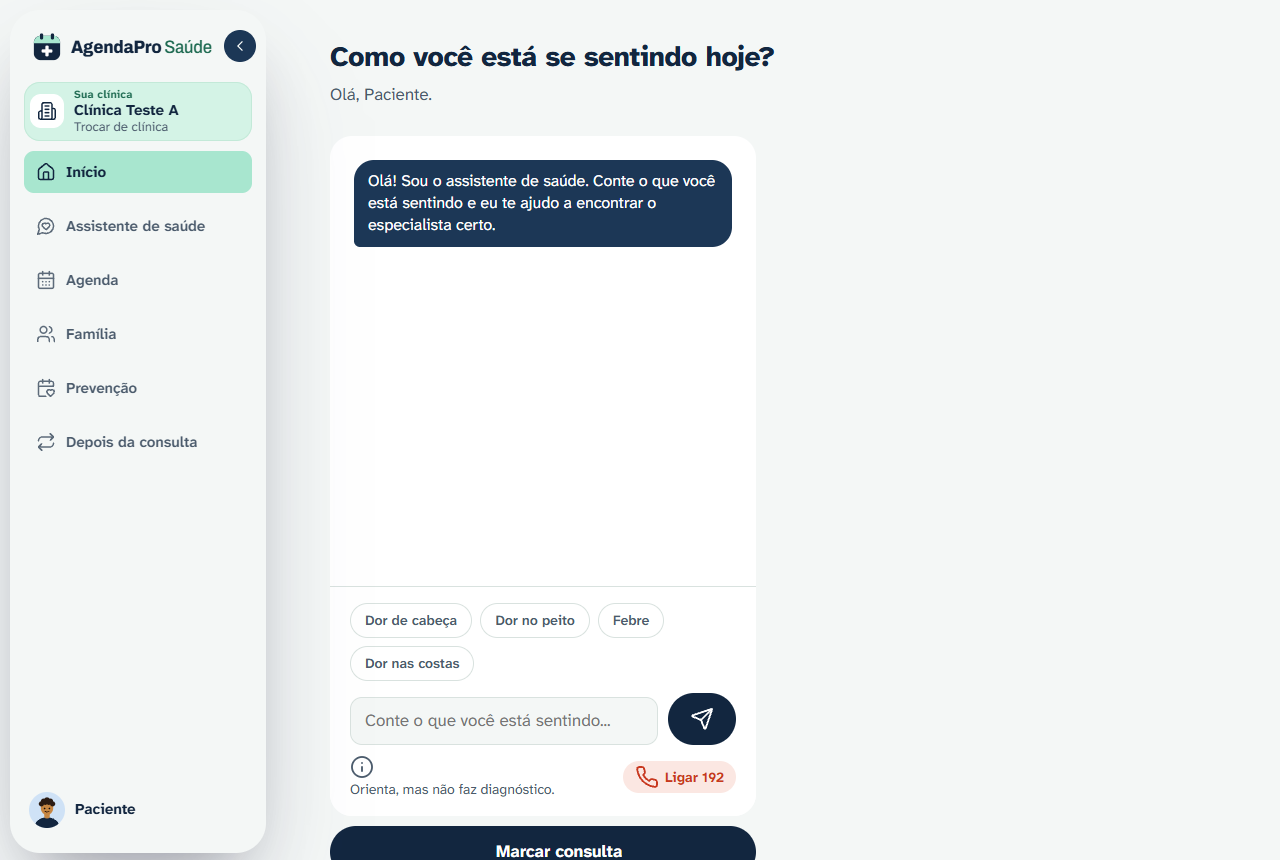 AgendaPro Saúde
Sua clínica
Clínica Teste A
Trocar de clínica
Início
Assistente de saúde
Agenda
Família
Prevenção
Depois da consulta
Paciente
Como você está se sentindo hoje?
Olá, Paciente.
Olá! Sou o assistente de saúde. Conte o que você
está sentindo e eu te ajudo a encontrar o
especialista certo.
Dor de cabeça
Dor no peito
Febre
Dor nas costas
Conte o que você está sentindo...
Orienta, mas não faz diagnóstico.
Ligar 192
Marcar consulta